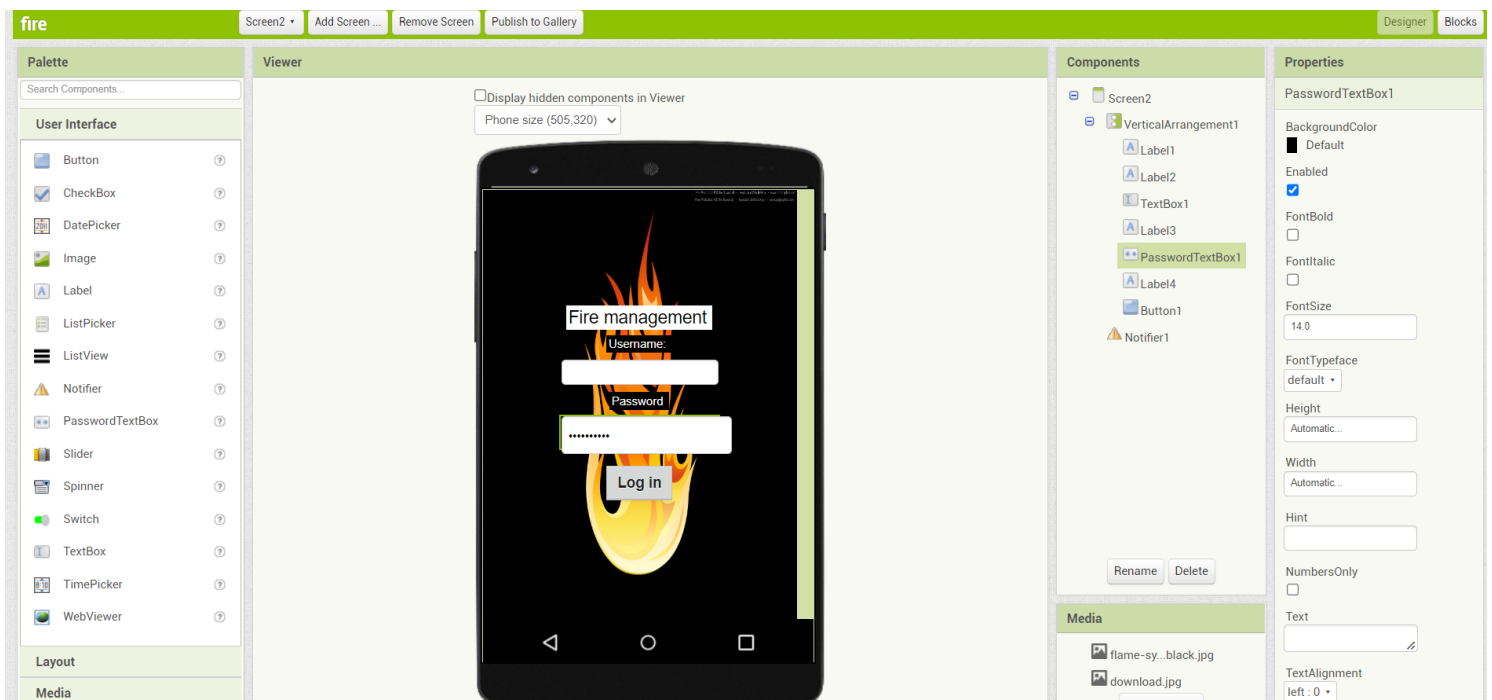 fire
Screen2 Add Screen ... Remove Screen Publish to Gallery Designer Blocks
Palette
Search Components...
User Interface
Button
CheckBox
DatePicker
Image
Label
ListPicker
ListView
Notifier
PasswordTextBox
Slider
Spinner
Switch
TextBox
TimePicker
WebViewer
Layout
Media
Viewer
Display hidden components in Viewer
Phone size (505,320)
Fire management
Username:
Password
••••••••••
Log in
Components
Screen2
VerticalArrangement1
Label1
Label2
TextBox1
Label3
PasswordTextBox1
Label4
Button1
Notifier1
Rename Delete
Media
flame-sy...black.jpg
download.jpg
Properties
PasswordTextBox1
BackgroundColor
Default
Enabled
FontBold
FontItalic
FontSize
14.0
FontTypeface
default
Height
Automatic...
Width
Automatic...
Hint
NumbersOnly
Text
TextAlignment
left : 0